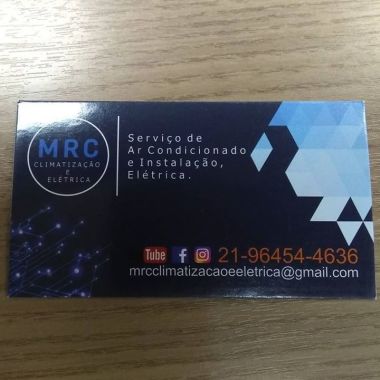 MRC
CLIMATIZAÇÃO
E
ELÉTRICA
Serviço de
Ar Condicionado
e Instalação,
Elétrica.
Tube 21-96454-4636
mrcclimatizacaoeeletrica@gmail.com